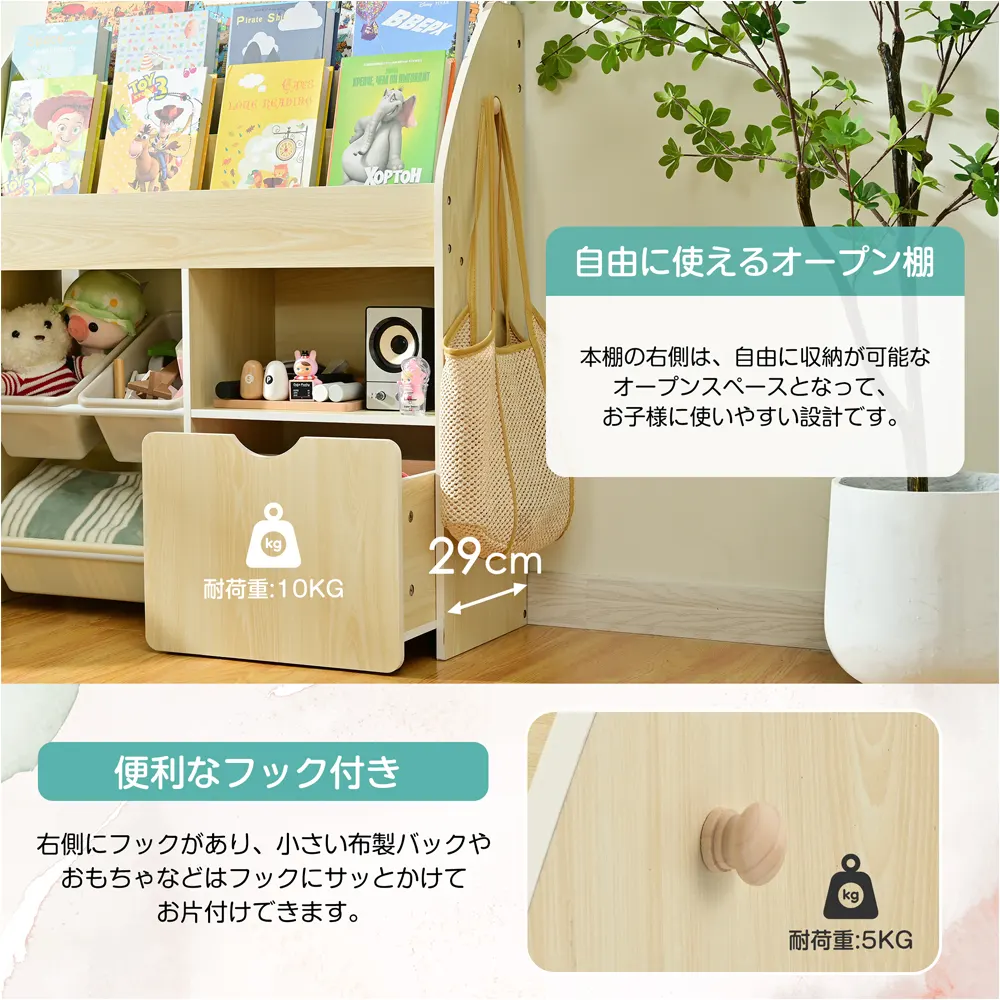 Pirate Ship
ВВЕРХ
TOY
STORY
3
LOUK READING
ХОРТОН
自由に使えるオープン棚
本棚の右側は、自由に収納が可能な
オープンスペースとなって、
お子様に使いやすい設計です。
kg
耐荷重:10KG
29cm
便利なフック付き
右側にフックがあり、小さい布製バックや
おもちゃなどはフックにサッとかけて
お片付けできます。
kg
耐荷重:5KG